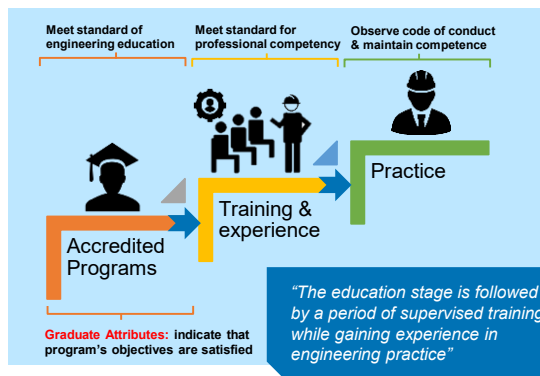 Meet standard of
engineering education
Meet standard for
professional competency
Observe code of conduct
& maintain competence
Accredited
Programs
Training &
experience
Practice
Graduate Attributes: indicate that
program's objectives are satisfied
"The education stage is followed
by a period of supervised training
while gaining experience in
engineering practice"